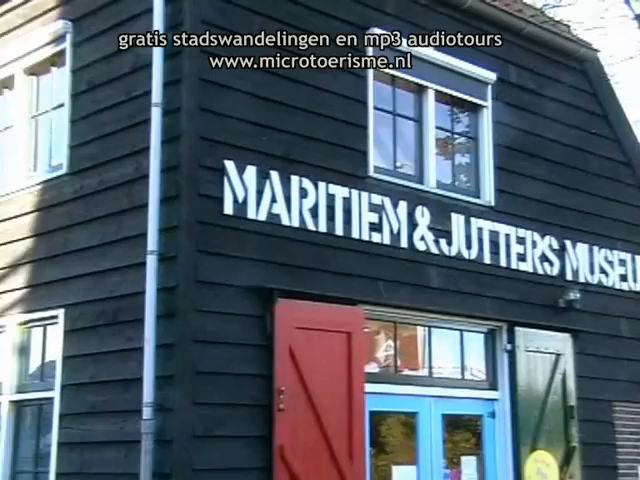 gratis stadswandelingen en mp3 audiotours
www.microtoerisme.nl
MARITIEM & JUTTERS MUSEU